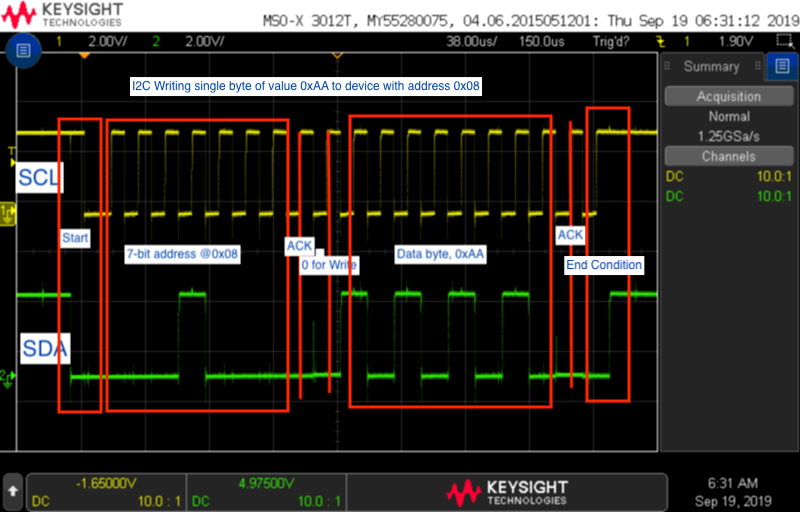 KEYSIGHT
TECHNOLOGIES
MSO-X 3012T, MY55280075, 04.06.2015051201: Thu Sep 19 06:31:12 2019
1 2.00V/ 2 2.00V/ 38.00us/ 150.0us Trig'd? 1 1.90V
I2C Writing single byte of value 0xAA to device with address 0x08
Summary
Acquisition
Normal
1.25GSa/s
Channels
DC 10.0:1
DC 10.0:1
T
SCL
1
Start
7-bit address @0x08
ACK
0 for Write
Data byte, 0xAA
ACK
End Condition
SDA
2
-1.65000V
DC 10.0 : 1
4.97500V
DC 10.0 : 1
KEYSIGHT
TECHNOLOGIES
6:31 AM
Sep 19, 2019